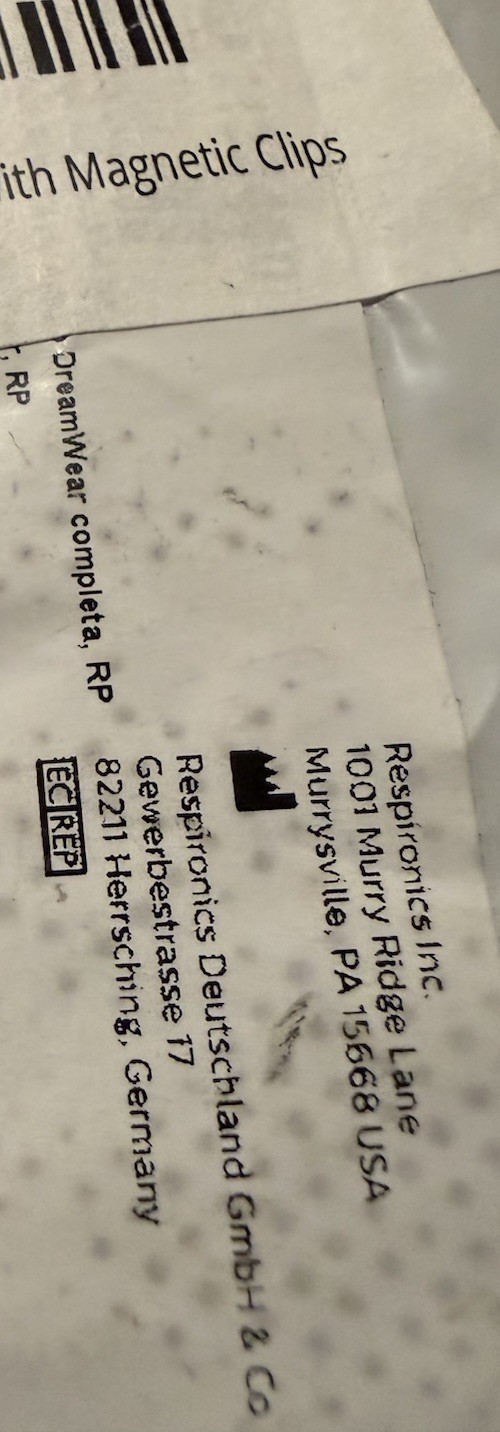 ith Magnetic Clips
Respironics Inc.
1001 Murry Ridge Lane
Murrysville, PA 15668 USA
Respironics Deutschland GmbH & Co
Gewerbestrasse 17
82211 Herrsching, Germany
EC REP
DreamWear completa, RP
r, RP